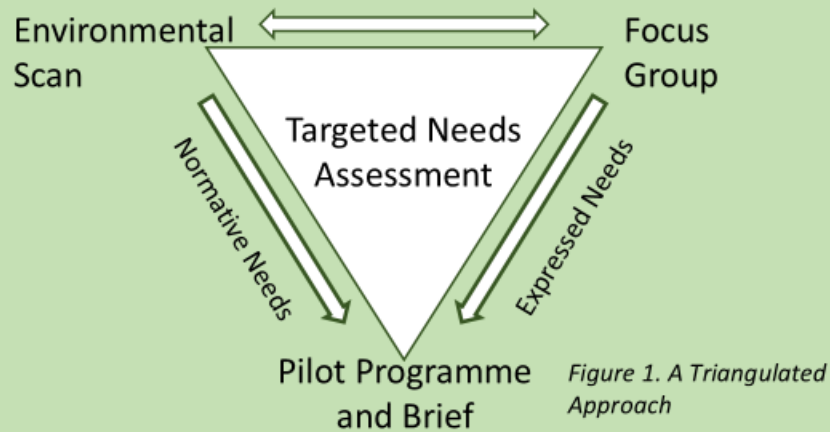 Environmental
Scan
Focus
Group
Targeted Needs
Assessment
Normative Needs
Expressed Needs
Pilot Programme
and Brief
Figure 1. A Triangulated
Approach